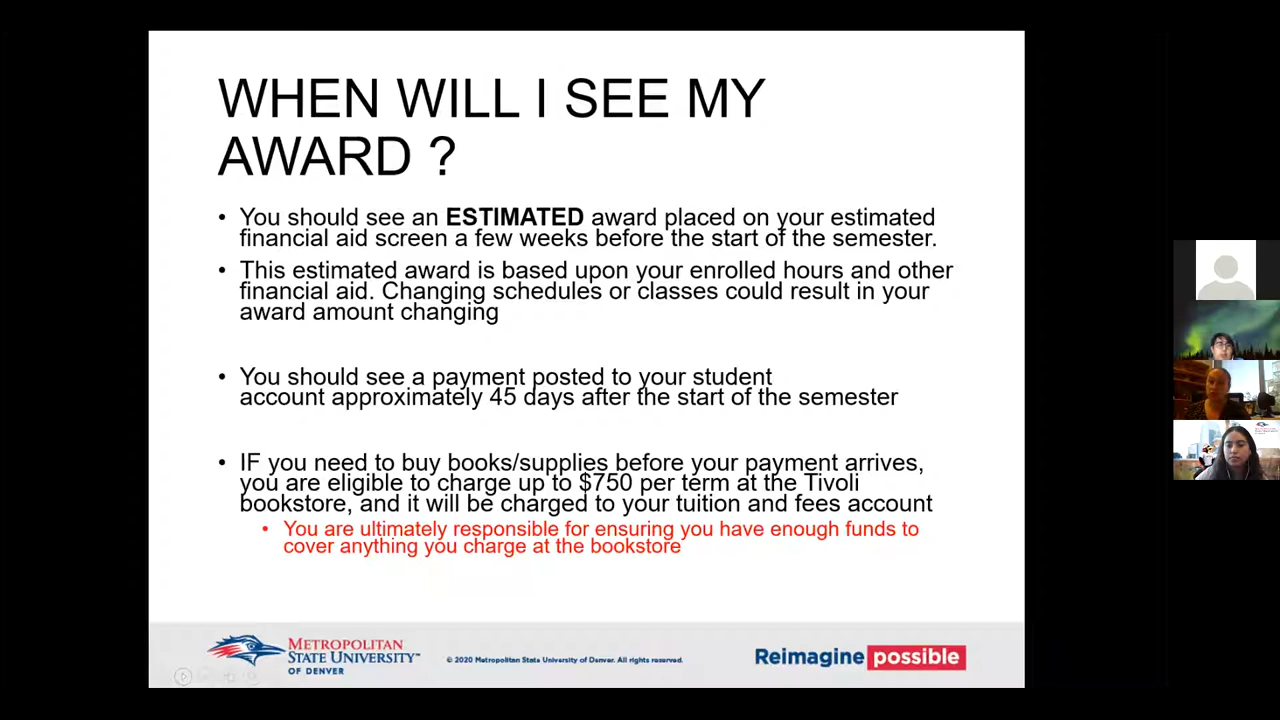 WHEN WILL I SEE MY
AWARD ?
• You should see an ESTIMATED award placed on your estimated
financial aid screen a few weeks before the start of the semester.
• This estimated award is based upon your enrolled hours and other
financial aid. Changing schedules or classes could result in your
award amount changing
• You should see a payment posted to your student
account approximately 45 days after the start of the semester
• IF you need to buy books/supplies before your payment arrives,
you are eligible to charge up to $750 per term at the Tivoli
bookstore, and it will be charged to your tuition and fees account
• You are ultimately responsible for ensuring you have enough funds to
cover anything you charge at the bookstore
METROPOLITAN
STATE UNIVERSITY™
OF DENVER
© 2020 Metropolitan State University of Denver. All rights reserved.
Reimagine possible